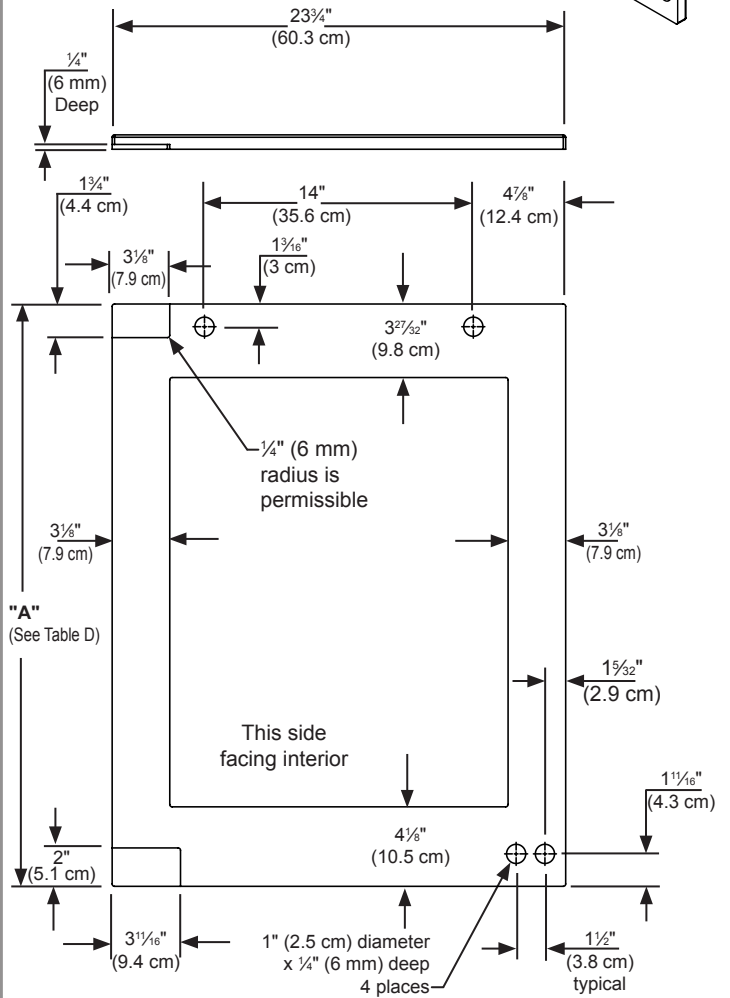 23¾"
(60.3 cm)
¼"
(6 mm)
Deep
1¾"
(4.4 cm)
14"
(35.6 cm)
4⅞"
(12.4 cm)
3⅛"
(7.9 cm)
1³⁄₁₆"
(3 cm)
3²⁷⁄₃₂"
(9.8 cm)
¼" (6 mm)
radius is
permissible
3⅛"
(7.9 cm)
3⅛"
(7.9 cm)
"A"
(See Table D)
1⁵⁄₃₂"
(2.9 cm)
This side
facing interior
1¹¹⁄₁₆"
(4.3 cm)
4⅛"
(10.5 cm)
2"
(5.1 cm)
3¹¹⁄₁₆"
(9.4 cm)
1" (2.5 cm) diameter
x ¼" (6 mm) deep
4 places
1½"
(3.8 cm)
typical